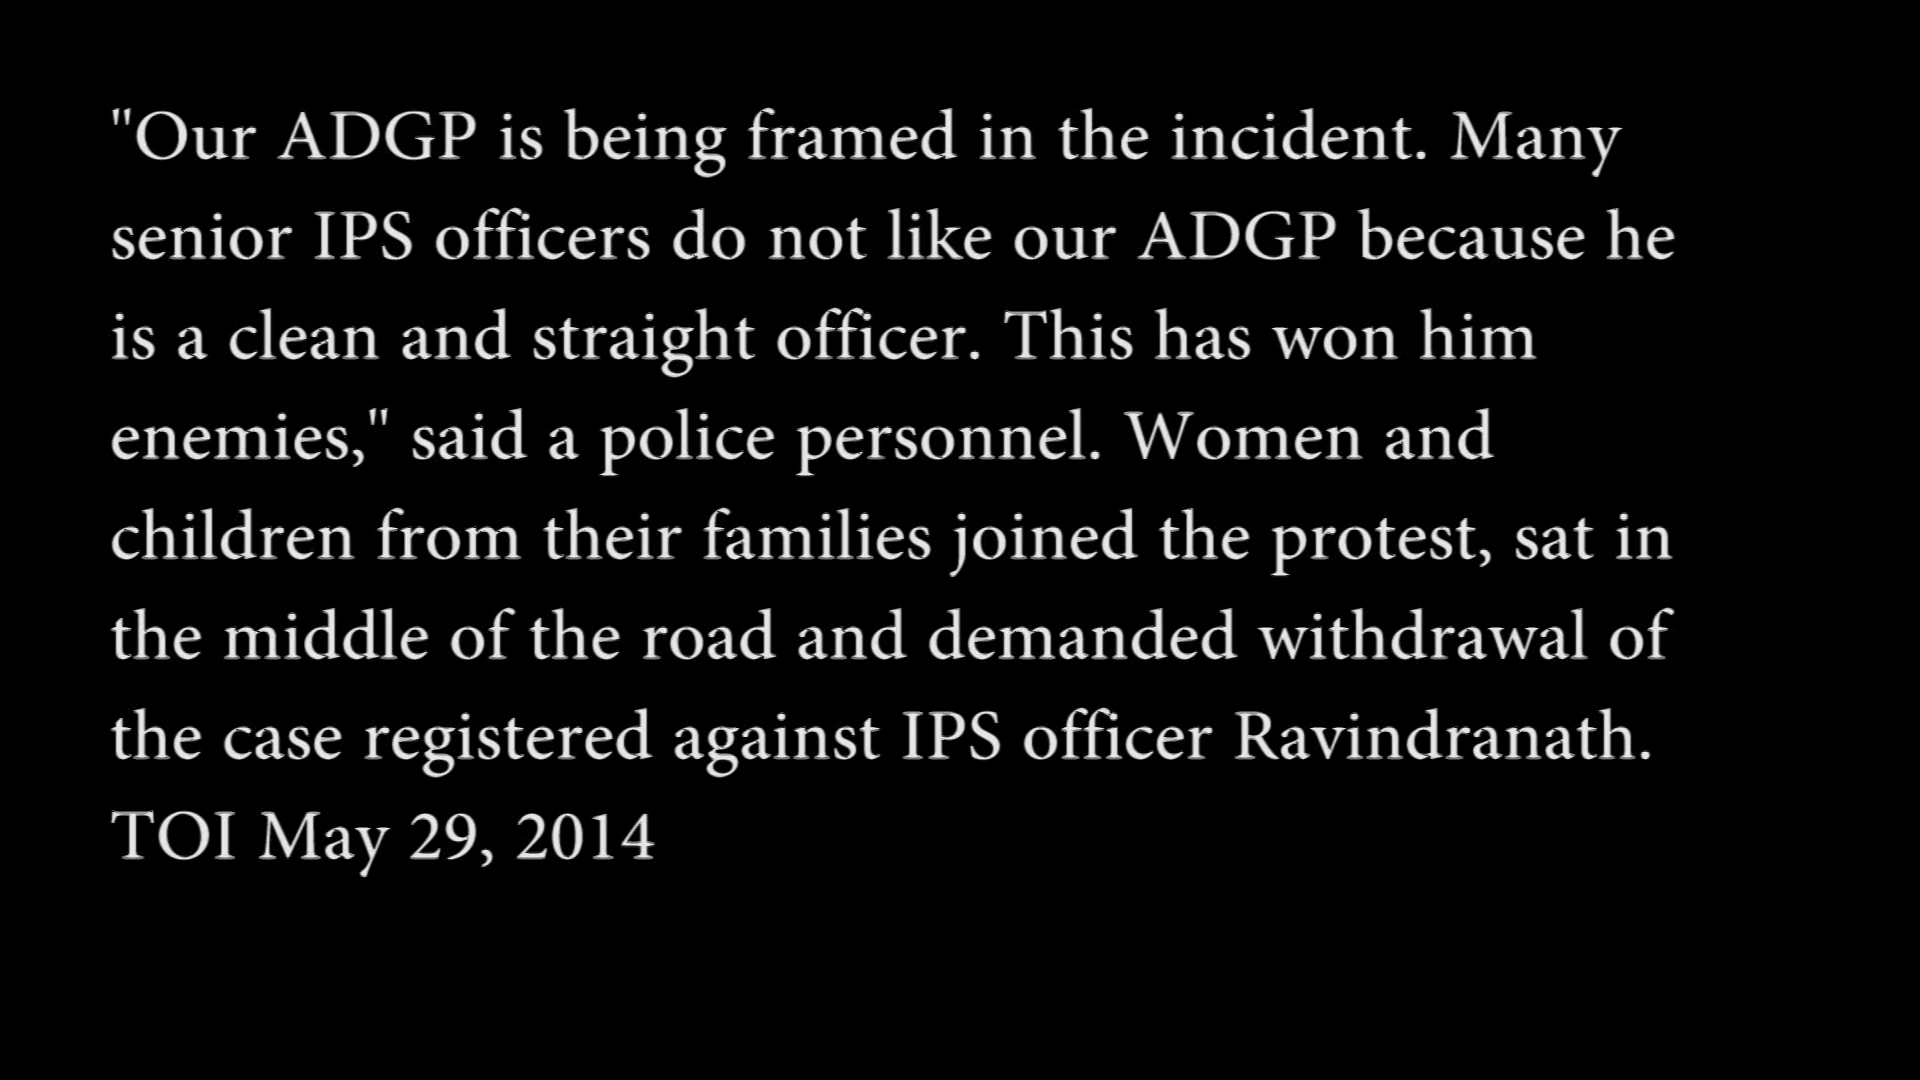 "Our ADGP is being framed in the incident. Many
senior IPS officers do not like our ADGP because he
is a clean and straight officer. This has won him
enemies," said a police personnel. Women and
children from their families joined the protest, sat in
the middle of the road and demanded withdrawal of
the case registered against IPS officer Ravindranath.
TOI May 29, 2014